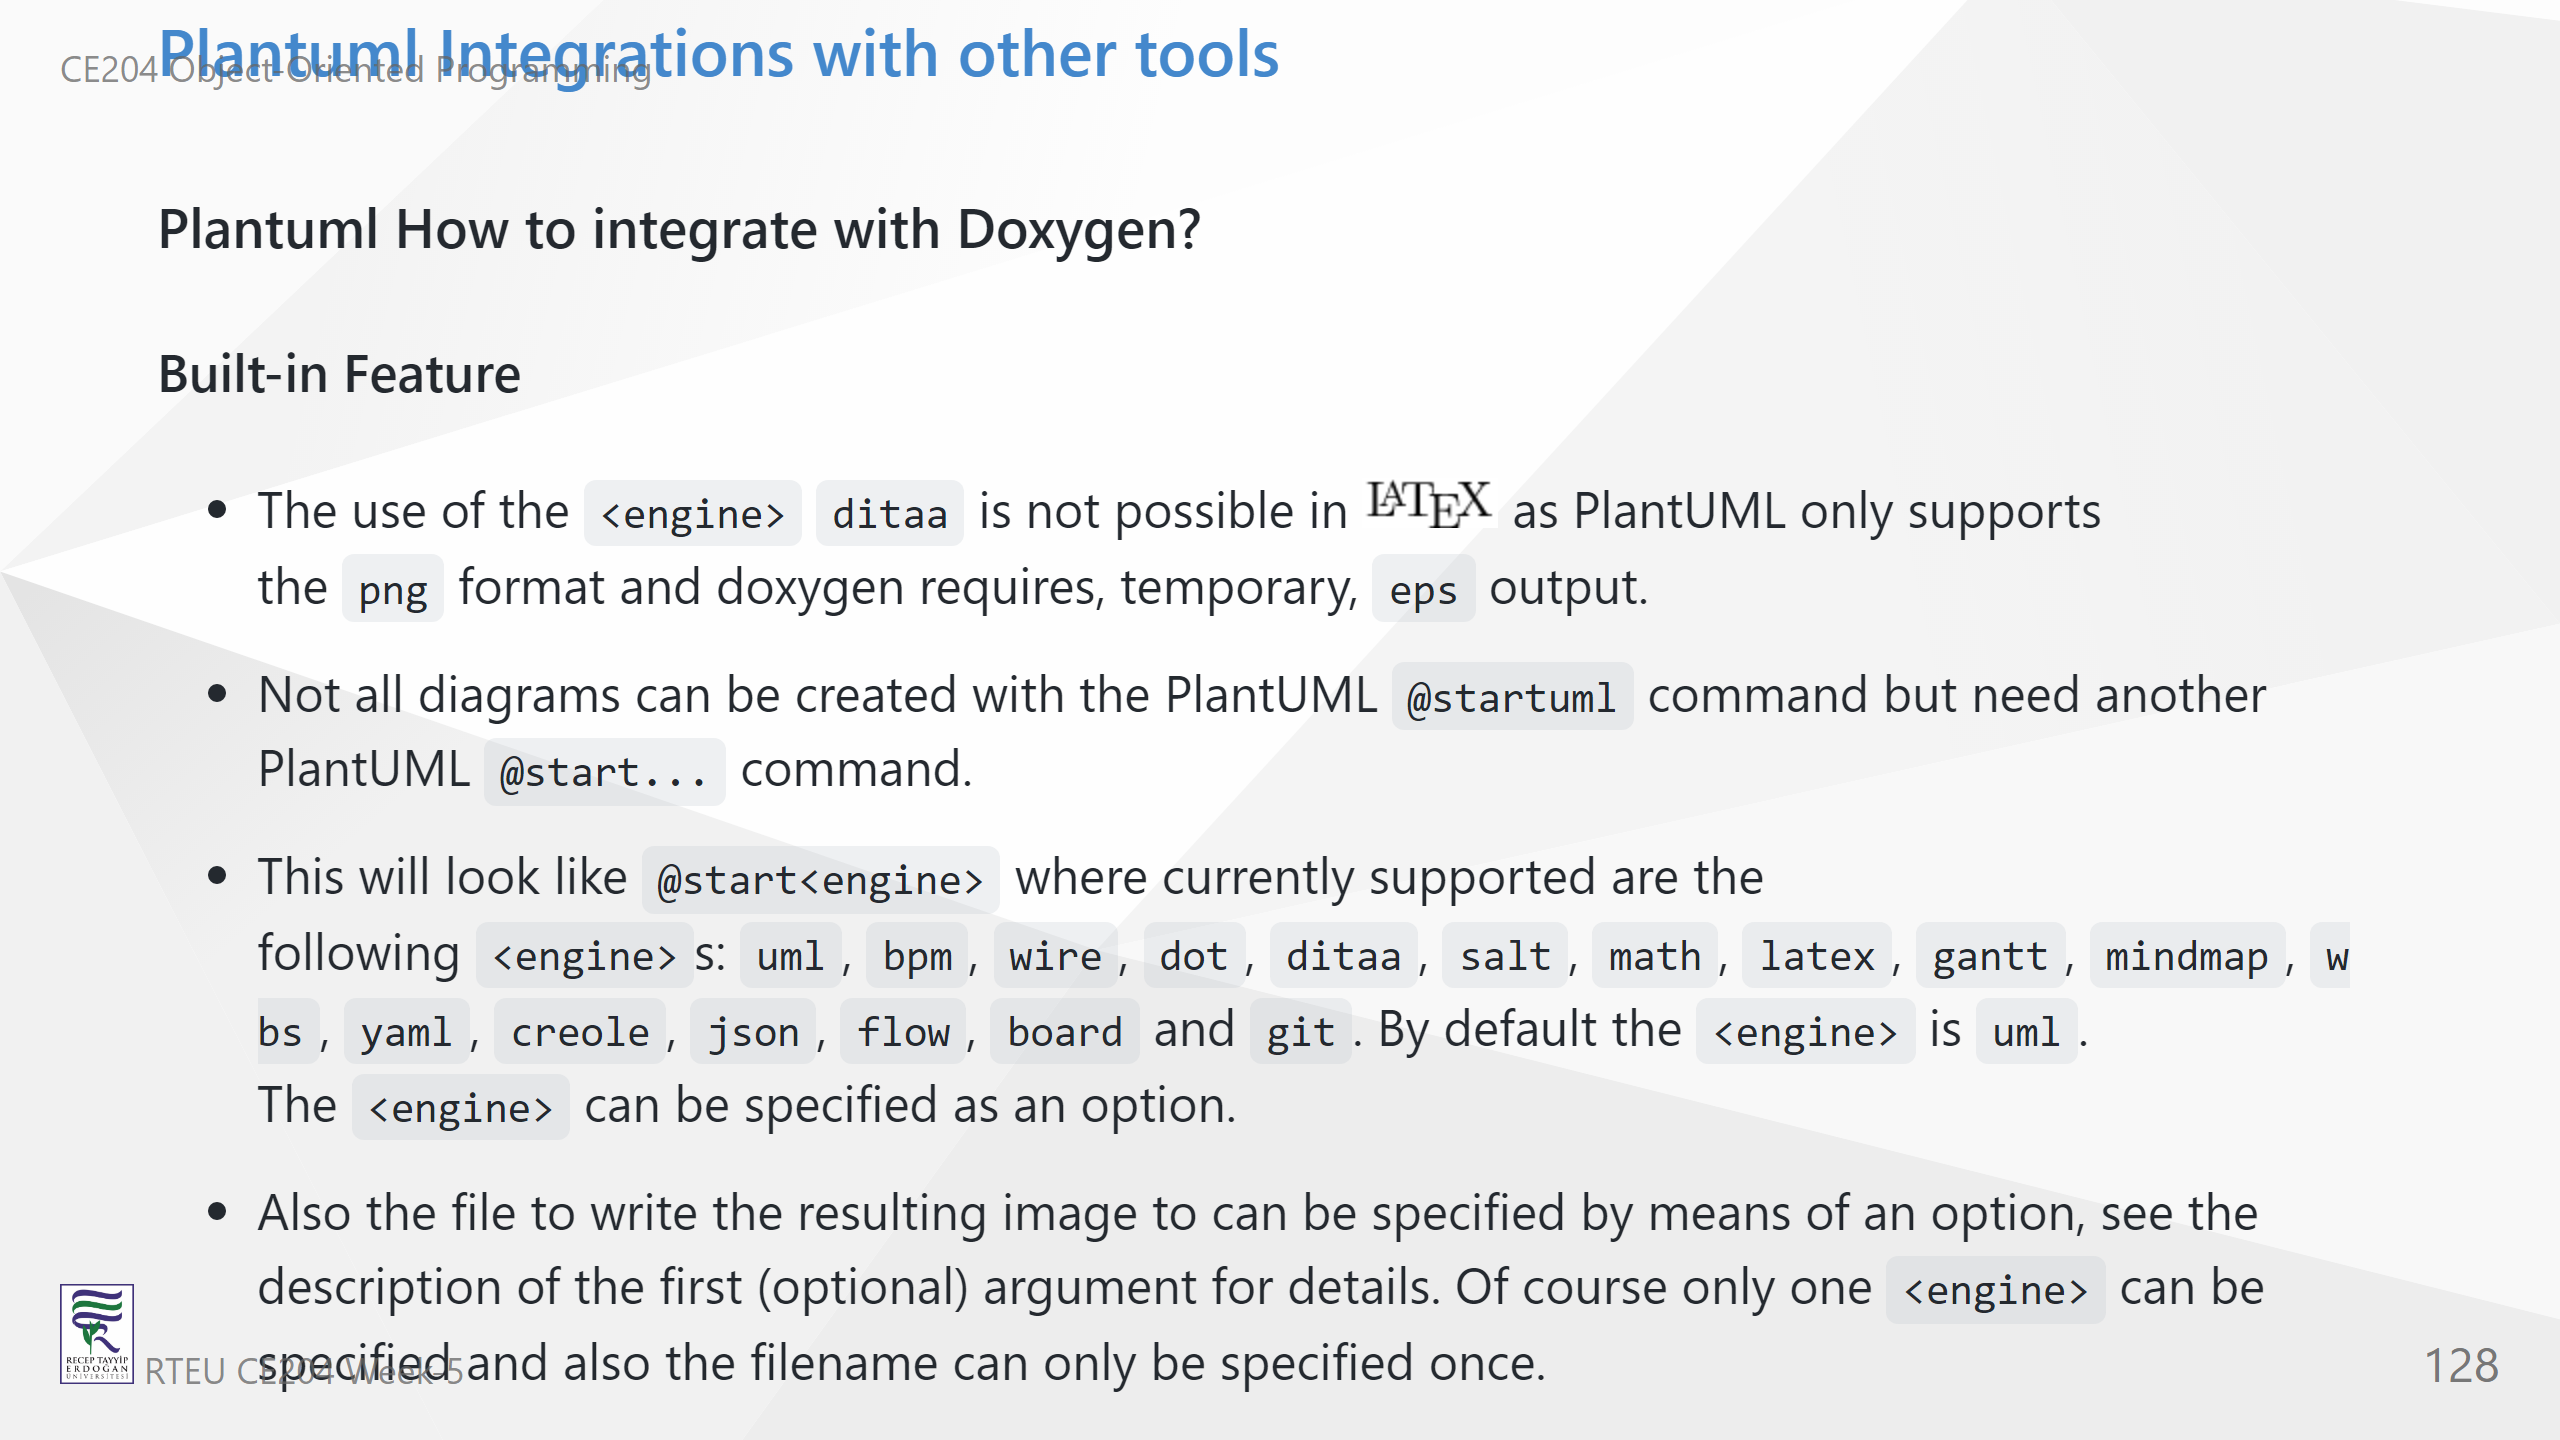 CE204 Object-Oriented Programming
Plantuml Integrations with other tools
Plantuml How to integrate with Doxygen?
Built-in Feature
• The use of the <engine> ditaa is not possible in LATEX as PlantUML only supports
the png format and doxygen requires, temporary, eps output.
• Not all diagrams can be created with the PlantUML @startuml command but need another
PlantUML @start... command.
• This will look like @start<engine> where currently supported are the
following <engine>s: uml, bpm, wire, dot, ditaa, salt, math, latex, gantt, mindmap, w
bs, yaml, creole, json, flow, board and git. By default the <engine> is uml.
The <engine> can be specified as an option.
• Also the file to write the resulting image to can be specified by means of an option, see the
description of the first (optional) argument for details. Of course only one <engine> can be
specified and also the filename can only be specified once.
RECEP TAYYİP
ERDOĞAN
ÜNİVERSİTESİ
RTEU CE204 Week-5
128